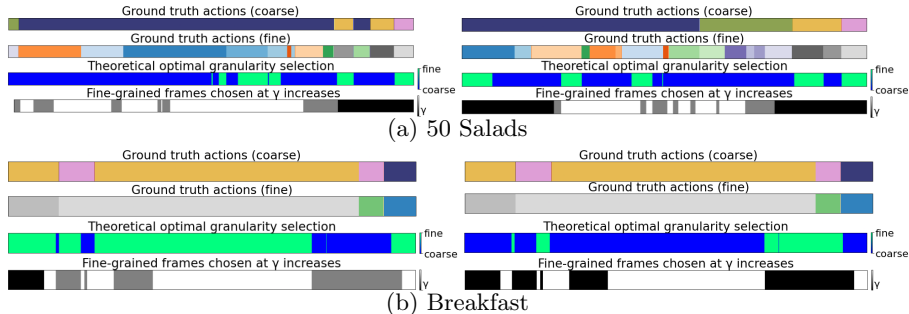 Ground truth actions (coarse)
Ground truth actions (fine)
Theoretical optimal granularity selection
fine
coarse
Fine-grained frames chosen at γ increases
γ
Ground truth actions (coarse)
Ground truth actions (fine)
Theoretical optimal granularity selection
fine
coarse
Fine-grained frames chosen at γ increases
γ
(a) 50 Salads
Ground truth actions (coarse)
Ground truth actions (fine)
Theoretical optimal granularity selection
fine
coarse
Fine-grained frames chosen at γ increases
γ
Ground truth actions (coarse)
Ground truth actions (fine)
Theoretical optimal granularity selection
fine
coarse
Fine-grained frames chosen at γ increases
γ
(b) Breakfast